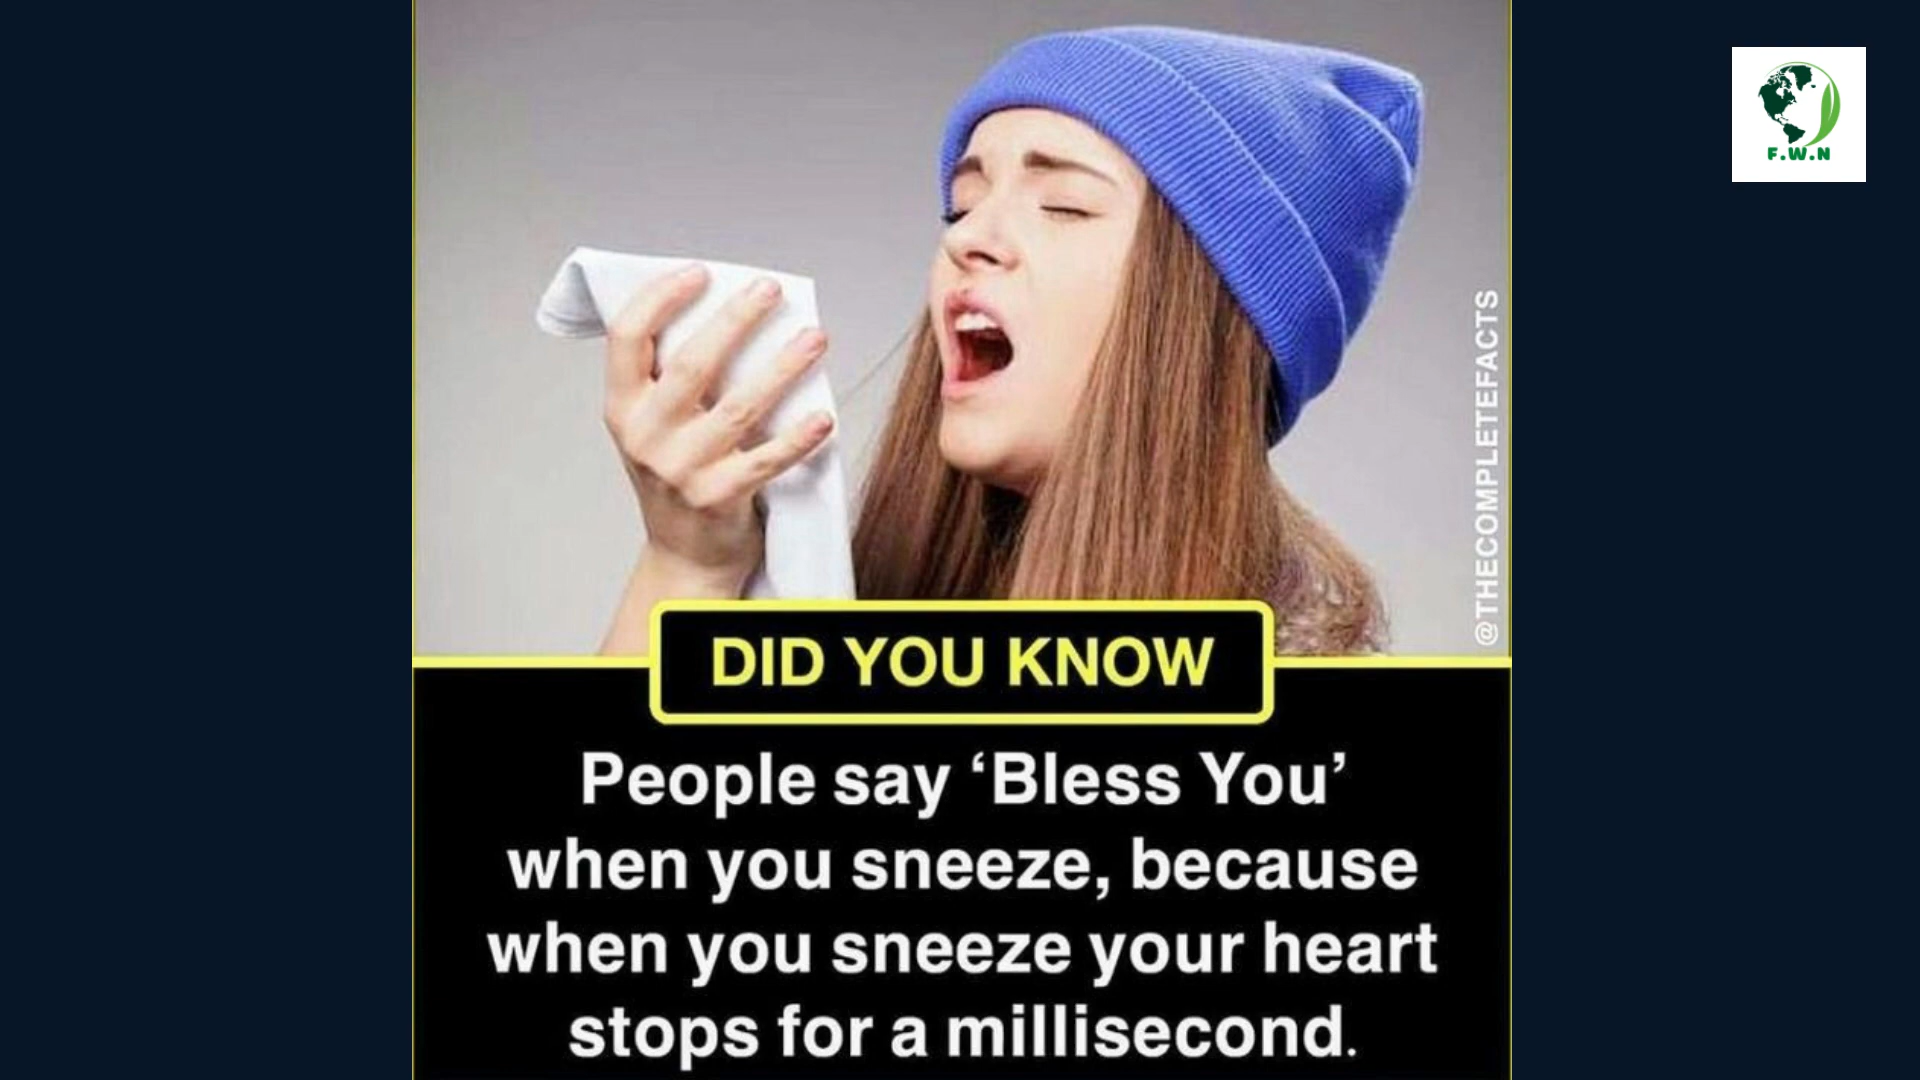 F.W.N
@THECOMPLETEFACTS
DID YOU KNOW
People say ‘Bless You’
when you sneeze, because
when you sneeze your heart
stops for a millisecond.